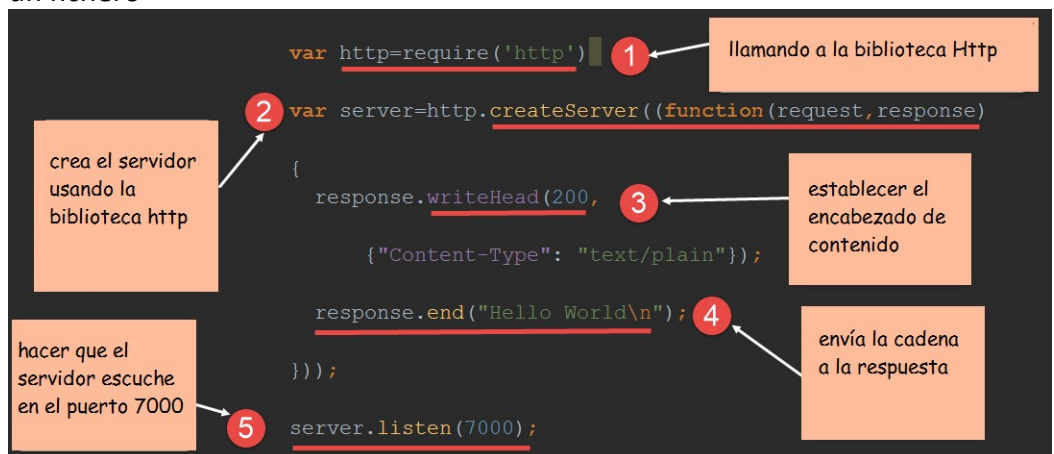 un fichero
var http=require('http')
1
llamando a la biblioteca Http
2
var server=http.createServer((function(request,response)
crea el servidor
usando la
biblioteca http
{
response.writeHead(200,
3
establecer el
encabezado de
contenido
{"Content-Type": "text/plain"});
response.end("Hello World\n");
4
envía la cadena
a la respuesta
hacer que el
servidor escuche
en el puerto 7000
}));
5
server.listen(7000);